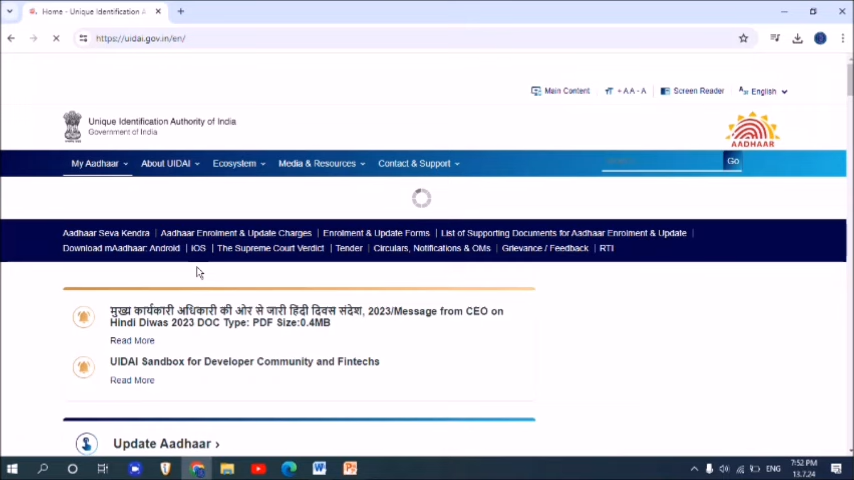 Home - Unique Identification A
https://uidai.gov.in/en/
Main Content + A A - A Screen Reader English
Unique Identification Authority of India
Government of India
AADHAAR
My Aadhaar About UIDAI Ecosystem Media & Resources Contact & Support Go
Aadhaar Seva Kendra | Aadhaar Enrolment & Update Charges | Enrolment & Update Forms | List of Supporting Documents for Aadhaar Enrolment & Update |
Download mAadhaar: Android | iOS | The Supreme Court Verdict | Tender | Circulars, Notifications & OMs | Grievance / Feedback | RTI
मुख्य कार्यकारी अधिकारी की ओर से जारी हिंदी दिवस संदेश, 2023/Message from CEO on
Hindi Diwas 2023 DOC Type: PDF Size:0.4MB
Read More
UIDAI Sandbox for Developer Community and Fintechs
Read More
Update Aadhaar ›
ENG
7:52 PM
13.7.24